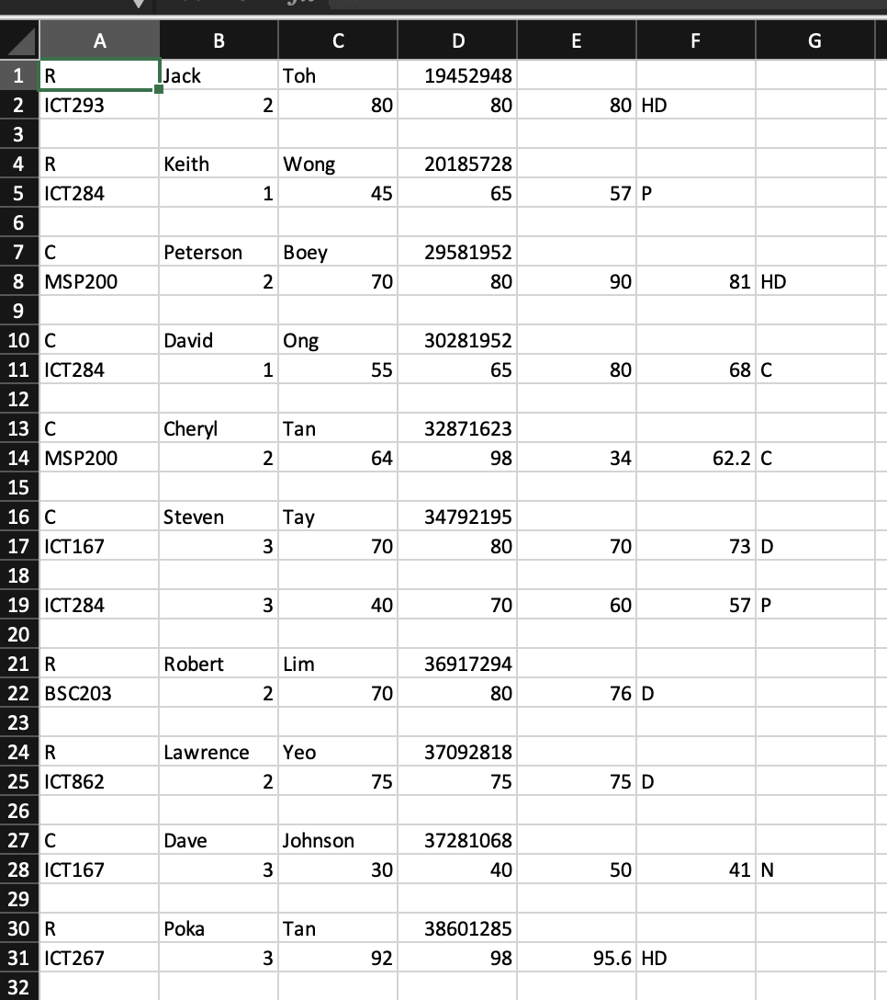 A B C D E F G
1 R Jack Toh 19452948
2 ICT293 2 80 80 80 HD
3
4 R Keith Wong 20185728
5 ICT284 1 45 65 57 P
6
7 C Peterson Boey 29581952
8 MSP200 2 70 80 90 81 HD
9
10 C David Ong 30281952
11 ICT284 1 55 65 80 68 C
12
13 C Cheryl Tan 32871623
14 MSP200 2 64 98 34 62.2 C
15
16 C Steven Tay 34792195
17 ICT167 3 70 80 70 73 D
18
19 ICT284 3 40 70 60 57 P
20
21 R Robert Lim 36917294
22 BSC203 2 70 80 76 D
23
24 R Lawrence Yeo 37092818
25 ICT862 2 75 75 75 D
26
27 C Dave Johnson 37281068
28 ICT167 3 30 40 50 41 N
29
30 R Poka Tan 38601285
31 ICT267 3 92 98 95.6 HD
32